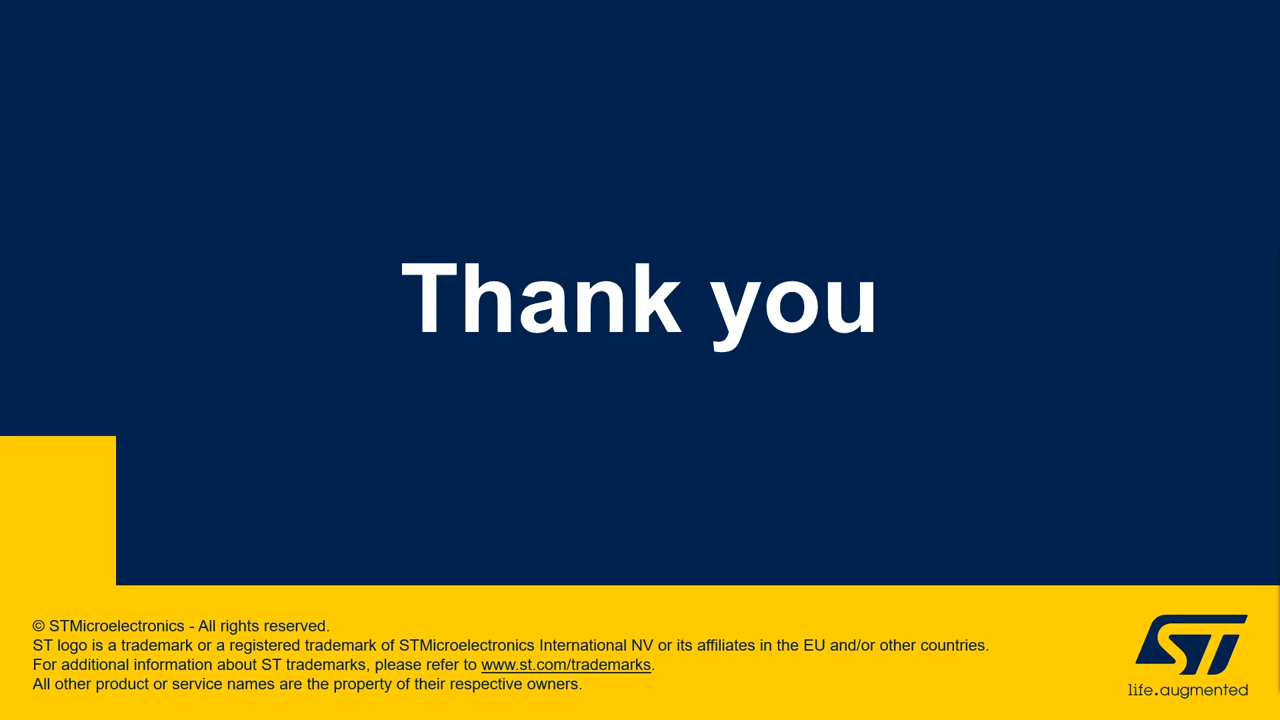 Thank you
© STMicroelectronics - All rights reserved.
ST logo is a trademark or a registered trademark of STMicroelectronics International NV or its affiliates in the EU and/or other countries.
For additional information about ST trademarks, please refer to www.st.com/trademarks.
All other product or service names are the property of their respective owners.
ST
life.augmented